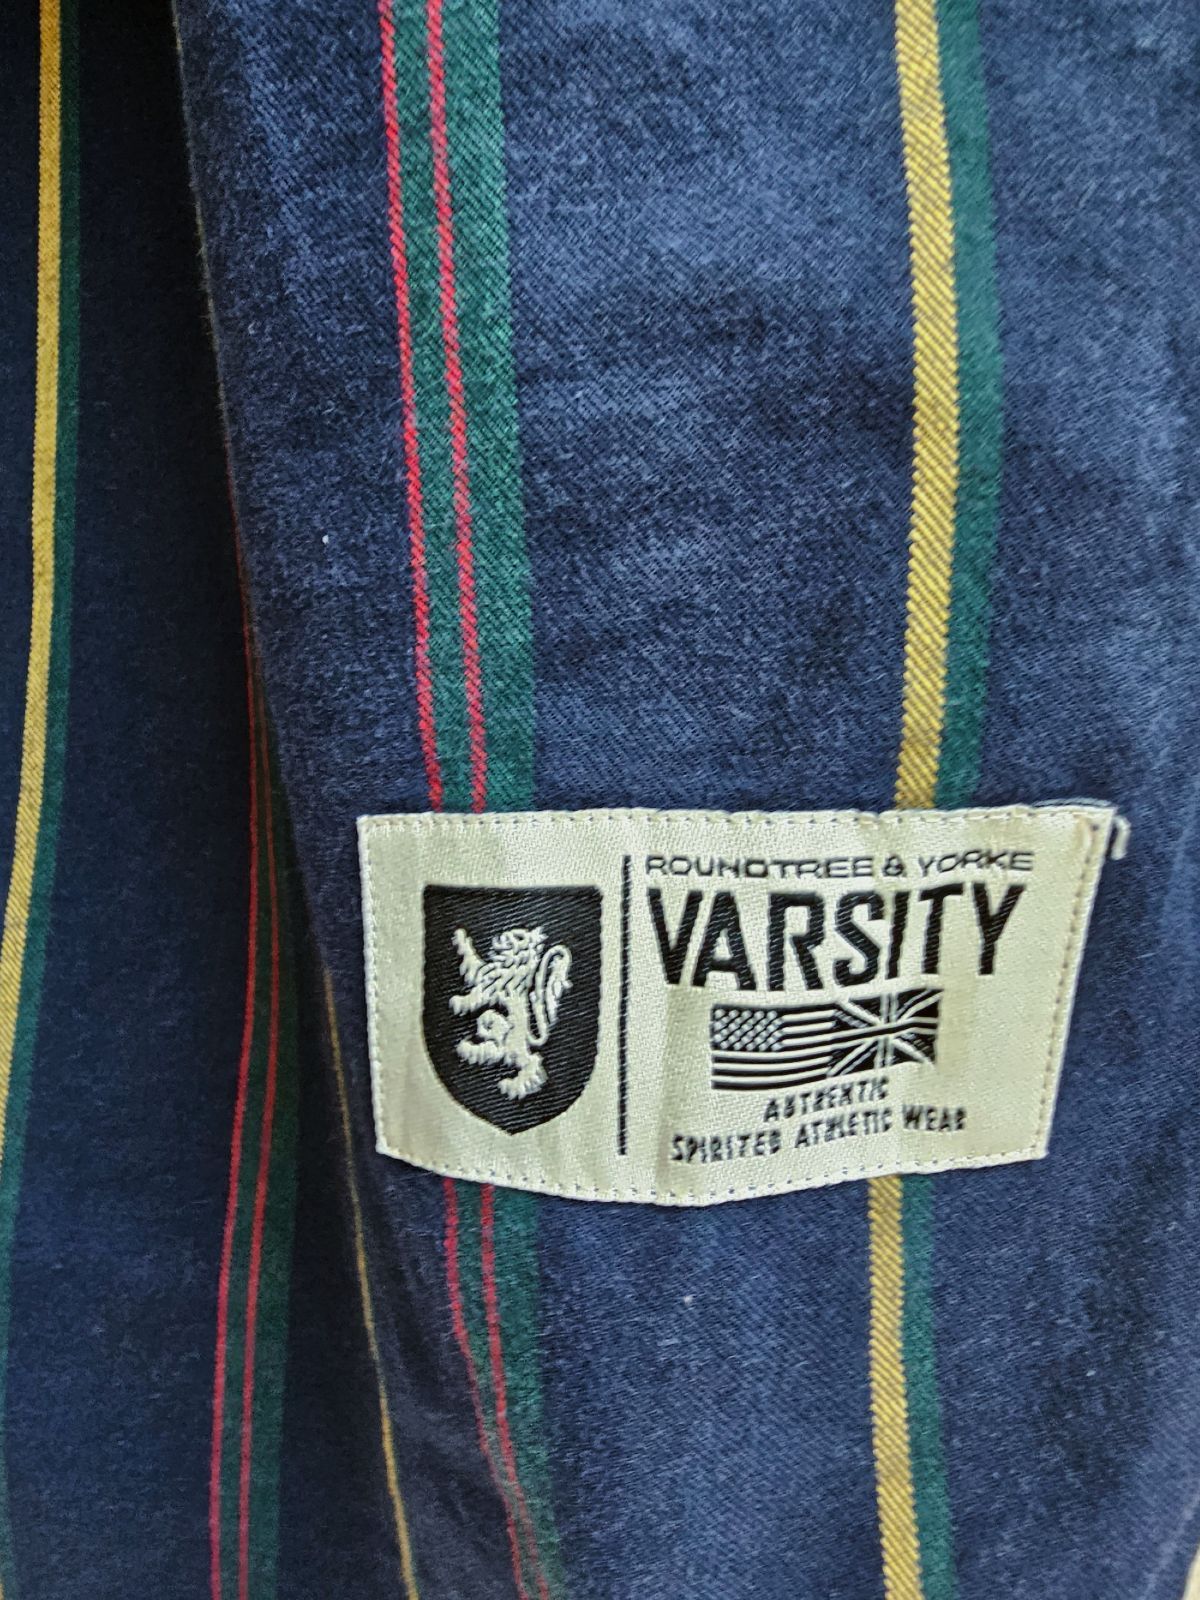 ROUNDTREE & YORKE
VARSITY
AUTHENTIC
SPIRITED ATHLETIC WEAR